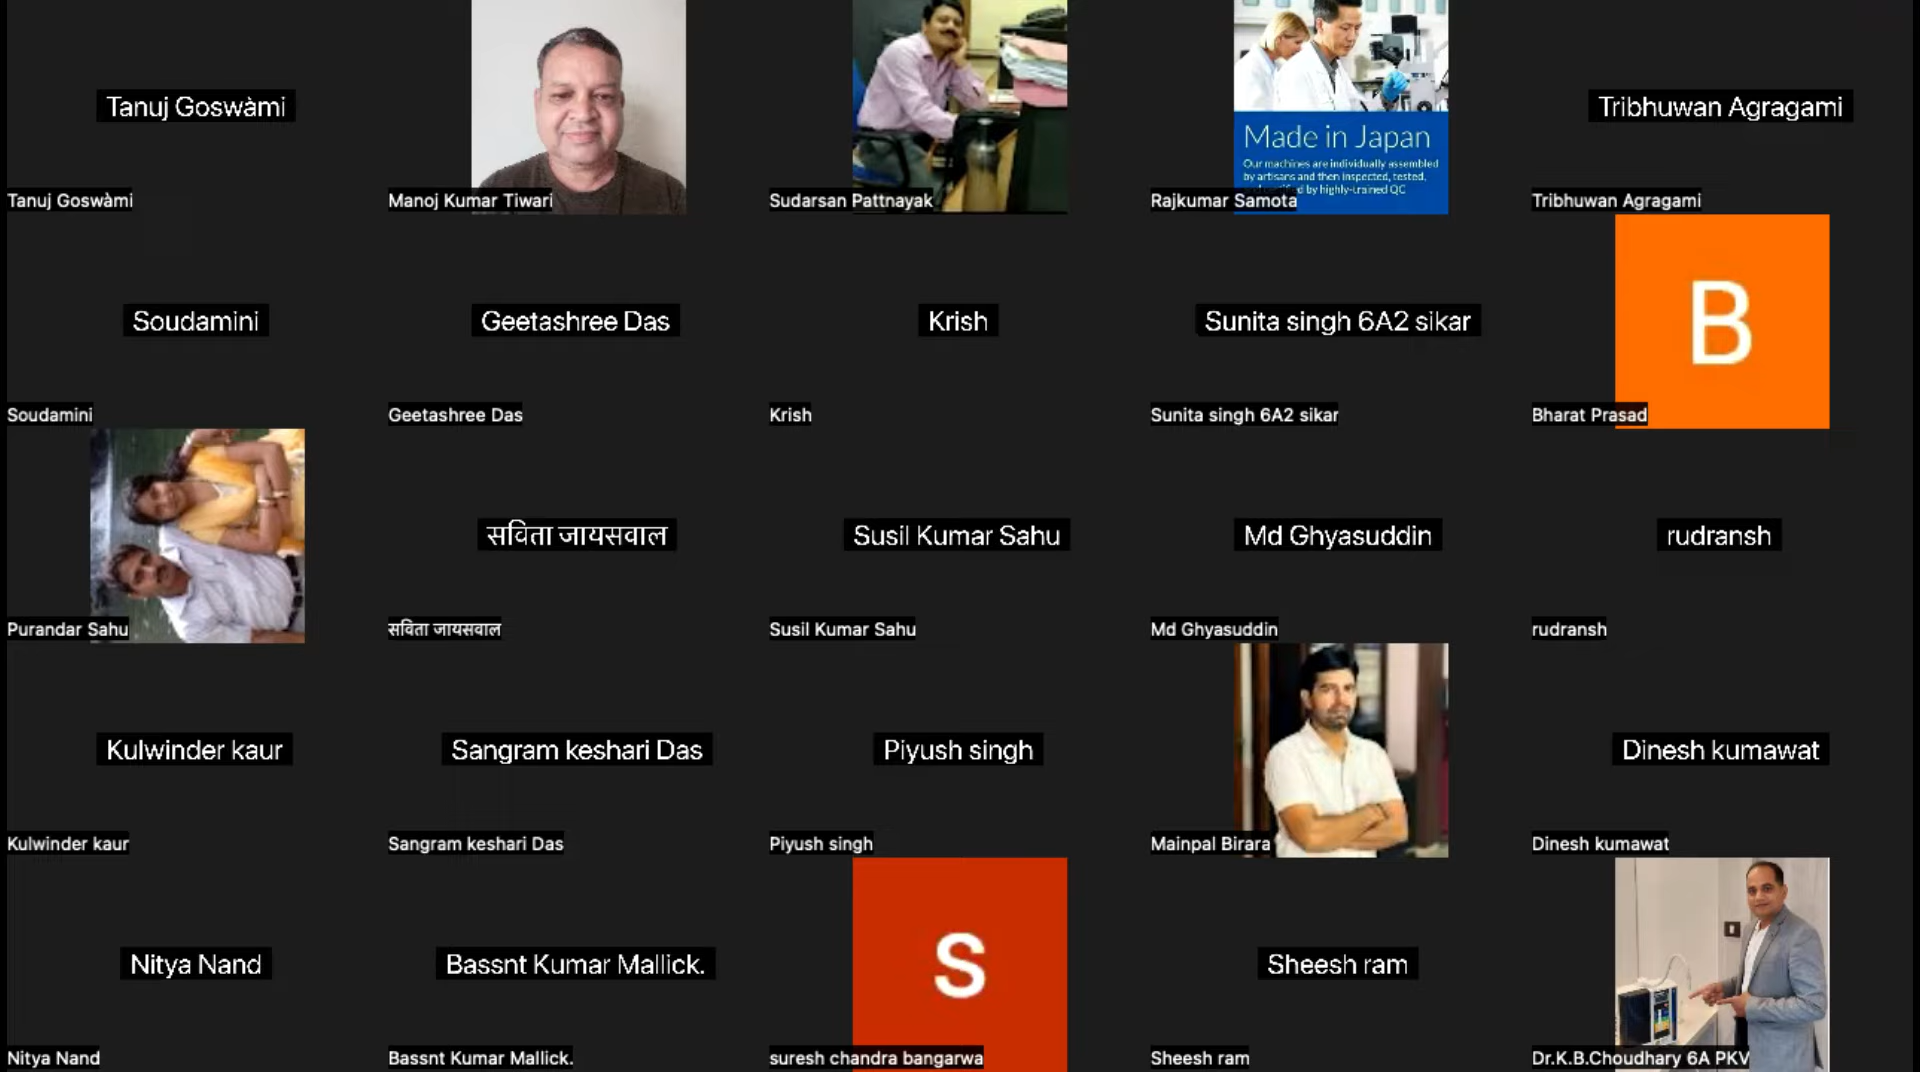 Tanuj Goswàmi
Tanuj Goswàmi
Manoj Kumar Tiwari
Sudarsan Pattnayak
Made in Japan
Our machines are individually assembled
by artisans and then inspected, tested,
by highly-trained QC
Rajkumar Samota
Tribhuwan Agragami
Tribhuwan Agragami
Soudamini
Soudamini
Geetashree Das
Geetashree Das
Krish
Krish
Sunita singh 6A2 sikar
Sunita singh 6A2 sikar
B
Bharat Prasad
Purandar Sahu
सविता जायसवाल
सविता जायसवाल
Susil Kumar Sahu
Susil Kumar Sahu
Md Ghyasuddin
Md Ghyasuddin
rudransh
rudransh
Kulwinder kaur
Kulwinder kaur
Sangram keshari Das
Sangram keshari Das
Piyush singh
Piyush singh
Mainpal Birara
Dinesh kumawat
Dinesh kumawat
Nitya Nand
Nitya Nand
Bassnt Kumar Mallick.
Bassnt Kumar Mallick.
S
suresh chandra bangarwa
Sheesh ram
Sheesh ram
Dr.K.B.Choudhary 6A PKV